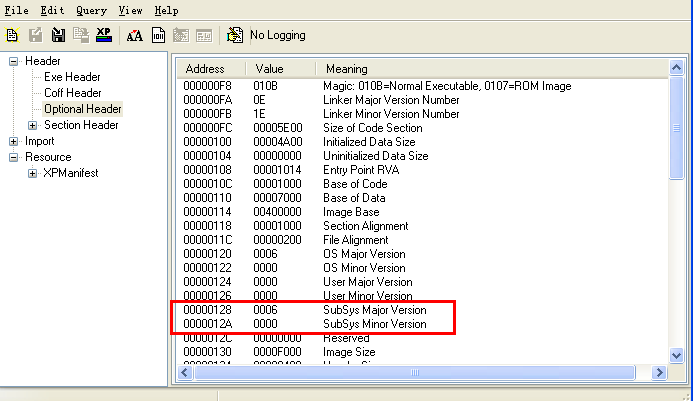 File Edit Query View Help
XP AA 1011 No Logging
Header
Exe Header
Coff Header
Optional Header
Section Header
Import
Resource
XPManifest
Address Value Meaning
000000F8 010B Magic: 010B=Normal Executable, 0107=ROM Image
000000FA 0E Linker Major Version Number
000000FB 1E Linker Minor Version Number
000000FC 00005E00 Size of Code Section
00000100 00004A00 Initialized Data Size
00000104 00000000 Uninitialized Data Size
00000108 00001014 Entry Point RVA
0000010C 00001000 Base of Code
00000110 00007000 Base of Data
00000114 00400000 Image Base
00000118 00001000 Section Alignment
0000011C 00000200 File Alignment
00000120 0006 OS Major Version
00000122 0000 OS Minor Version
00000124 0000 User Major Version
00000126 0000 User Minor Version
00000128 0006 SubSys Major Version
0000012A 0000 SubSys Minor Version
0000012C 00000000 Reserved
00000130 0000F000 Image Size